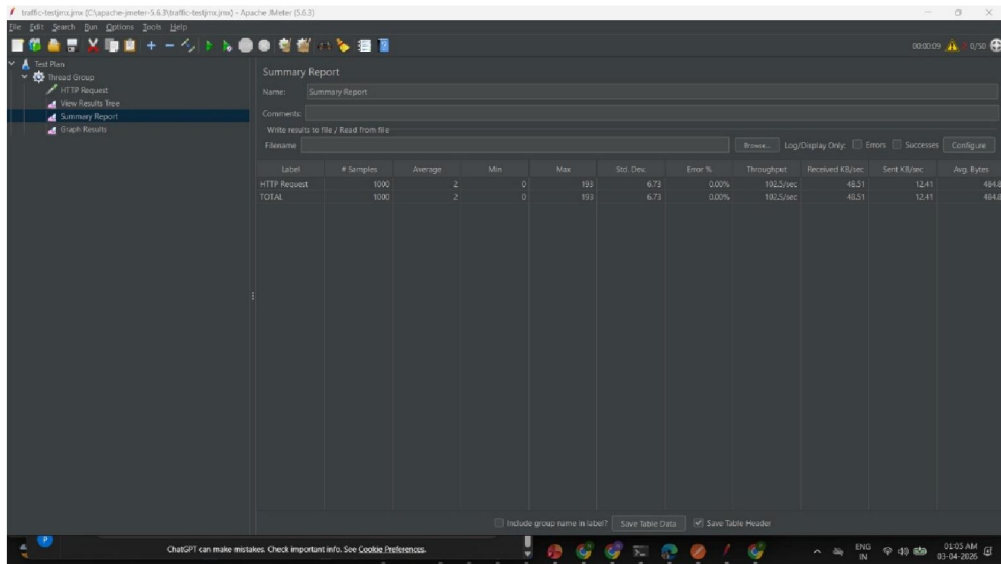 traffic-testjmx.jmx (C:\apache-jmeter-5.6.3\traffic-testjmx.jmx) - Apache JMeter (5.6.3)
File Edit Search Run Options Tools Help
00:00:09 0/50
Test Plan
Thread Group
HTTP Request
View Results Tree
Summary Report
Graph Results
Summary Report
Name: Summary Report
Comments:
Write results to file / Read from file
Filename Browse... Log/Display Only: Errors Successes Configure
Label # Samples Average Min Max Std. Dev. Error % Throughput Received KB/sec Sent KB/sec Avg. Bytes
HTTP Request 1000 2 0 193 6.73 0.00% 102.5/sec 48.51 12.41 484.8
TOTAL 1000 2 0 193 6.73 0.00% 102.5/sec 48.51 12.41 484.8
Include group name in label? Save Table Data Save Table Header
P
ChatGPT can make mistakes. Check important info. See Cookie Preferences.
ENG
IN
01:05 AM
03-04-2026